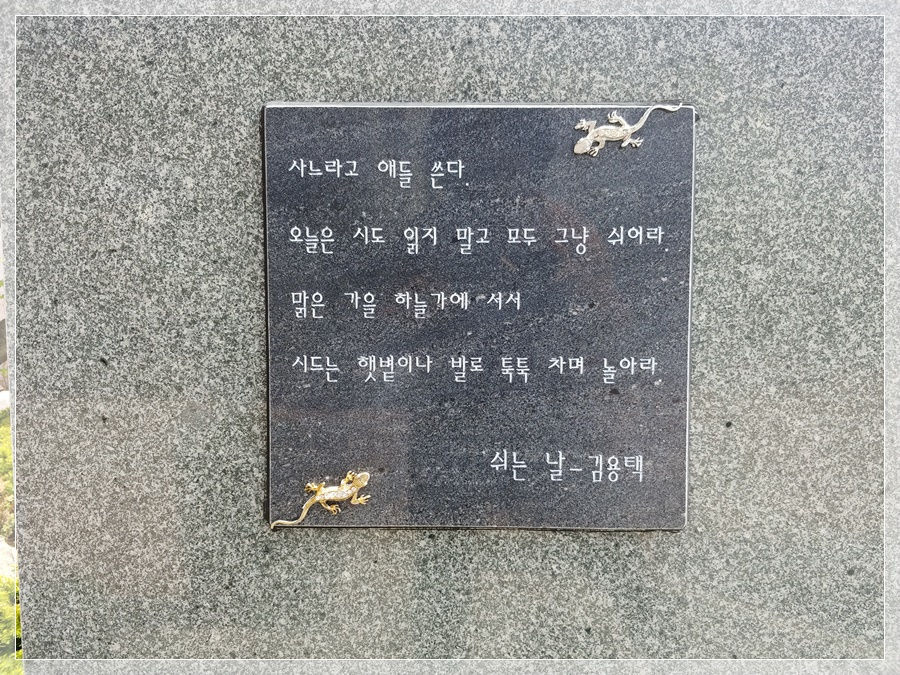 사느라고 애들 쓴다.
오늘은 시도 읽지 말고 모두 그냥 쉬어라.
맑은 가을 하늘가에 서서
시드는 햇볕이나 발로 툭툭 차며 놀아라
쉬는 날 - 김용택